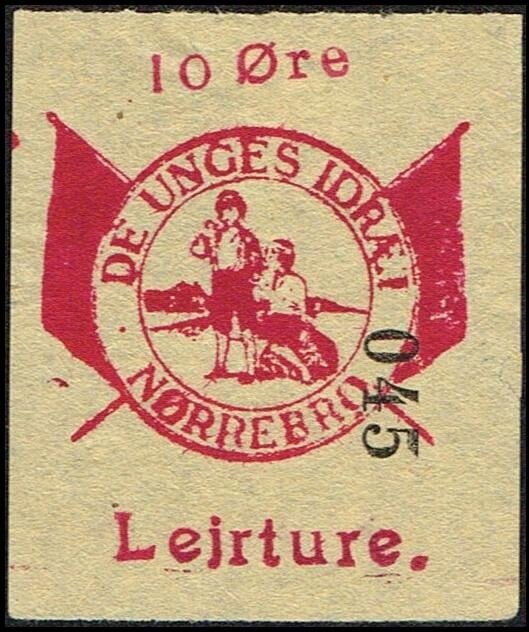 10 Øre
DE UNGES IDRÆT
NØRREBRO
045
Lejrture.